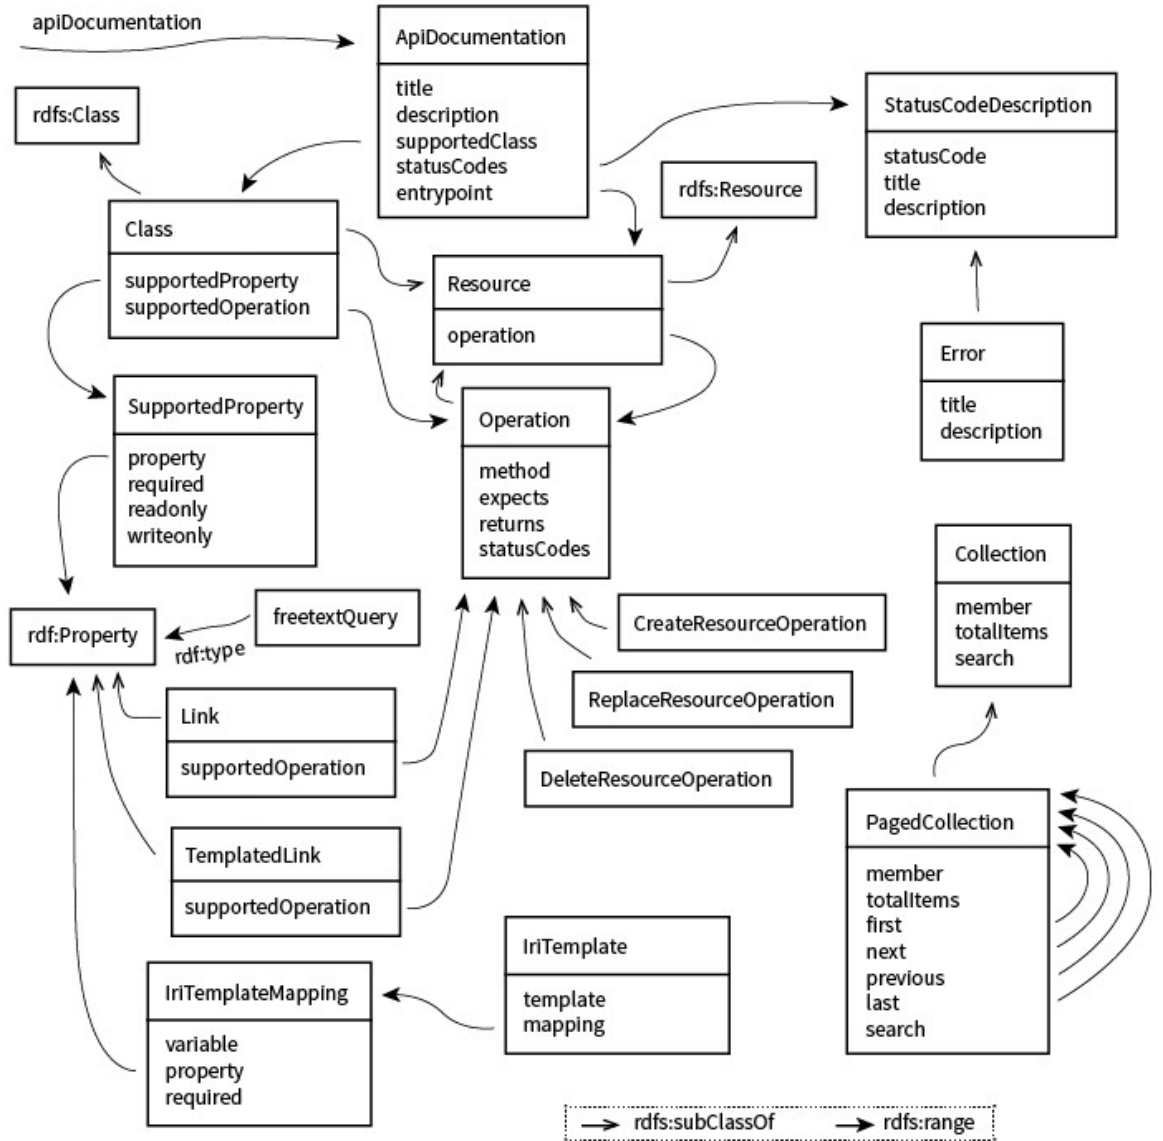 apiDocumentation
ApiDocumentation
title
description
supportedClass
statusCodes
entrypoint
rdfs:Class
StatusCodeDescription
statusCode
title
description
rdfs:Resource
Class
supportedProperty
supportedOperation
Resource
operation
Error
title
description
SupportedProperty
property
required
readonly
writeonly
Operation
method
expects
returns
statusCodes
Collection
member
totalItems
search
rdf:Property
rdf:type
freetextQuery
CreateResourceOperation
ReplaceResourceOperation
DeleteResourceOperation
Link
supportedOperation
TemplatedLink
supportedOperation
PagedCollection
member
totalItems
first
next
previous
last
search
IriTemplateMapping
variable
property
required
IriTemplate
template
mapping
rdfs:subClassOf
rdfs:range